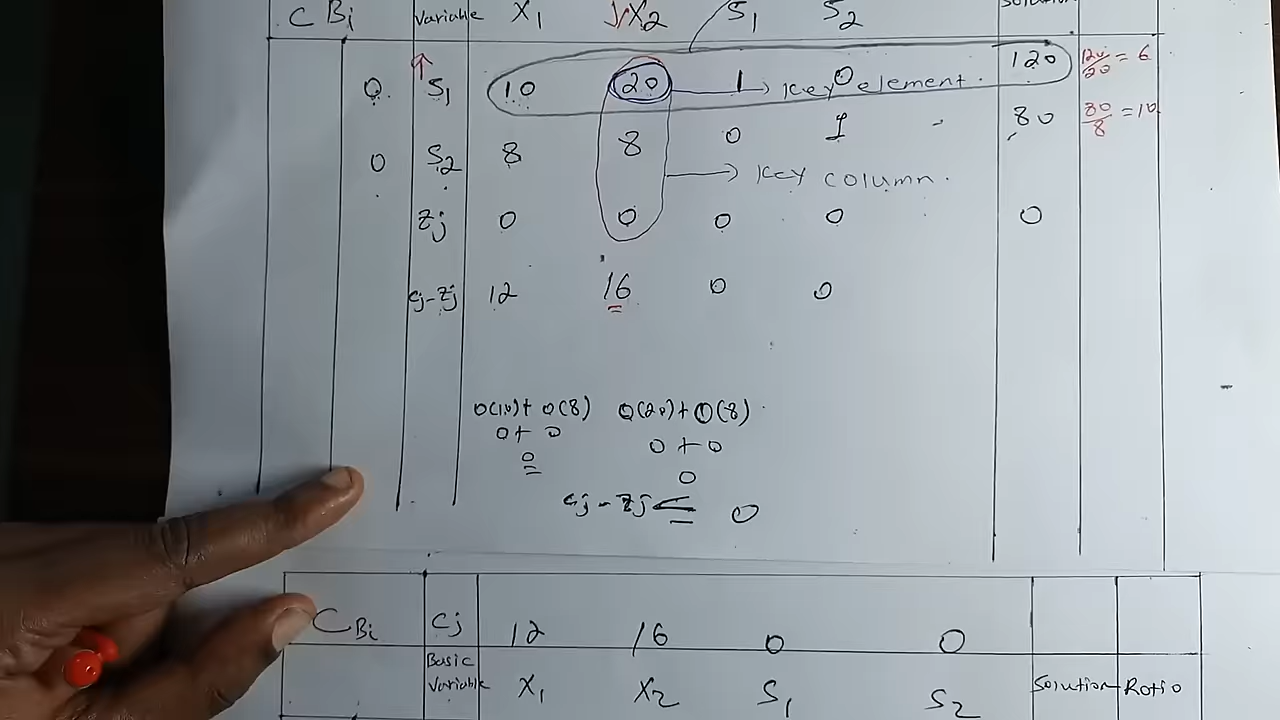 CBi Variable X1 X2 S1 S2 Solution
0 S1 10 20 1 0 120 120/20 = 6
Key element.
0 S2 8 8 0 1 80 80/8 = 10
Key column.
Zj 0 0 0 0 0
Cj-Zj 12 16 0 0
0(10)+ 0(8) 0(20)+0(8)
0+ 0 0+0
0 0
Cj-Zj ≤ 0
CBi Cj 12 16 0 0
Basic
Variable X1 X2 S1 S2 Solution Ratio